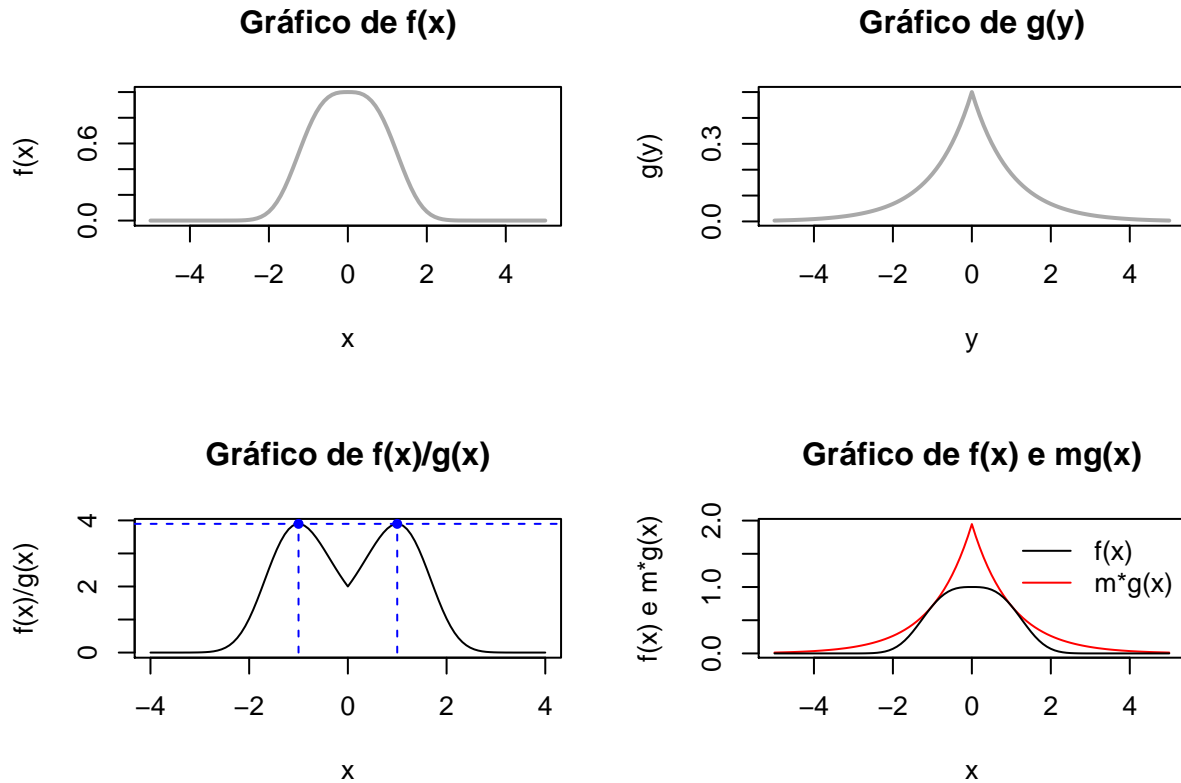 Gráfico de f(x)
f(x)
0.0
0.6
−4
−2
0
2
4
x
Gráfico de g(y)
g(y)
0.0
0.3
−4
−2
0
2
4
y
Gráfico de f(x)/g(x)
f(x)/g(x)
0
2
4
−4
−2
0
2
4
x
Gráfico de f(x) e mg(x)
f(x) e m*g(x)
0.0
1.0
2.0
f(x)
m*g(x)
−4
−2
0
2
4
x